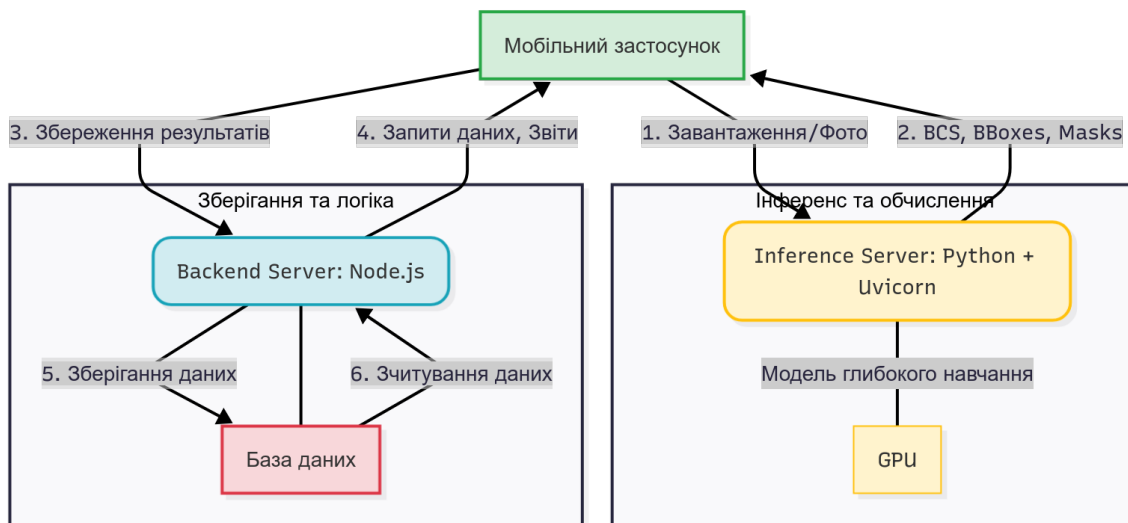 Мобільний застосунок
3. Збереження результатів
4. Запити даних, Звіти
1. Завантаження/Фото
2. BCS, BBoxes, Masks
Зберігання та логіка
Інференс та обчислення
Backend Server: Node.js
Inference Server: Python +
Uvicorn
5. Зберігання даних
6. Зчитування даних
Модель глибокого навчання
База даних
GPU